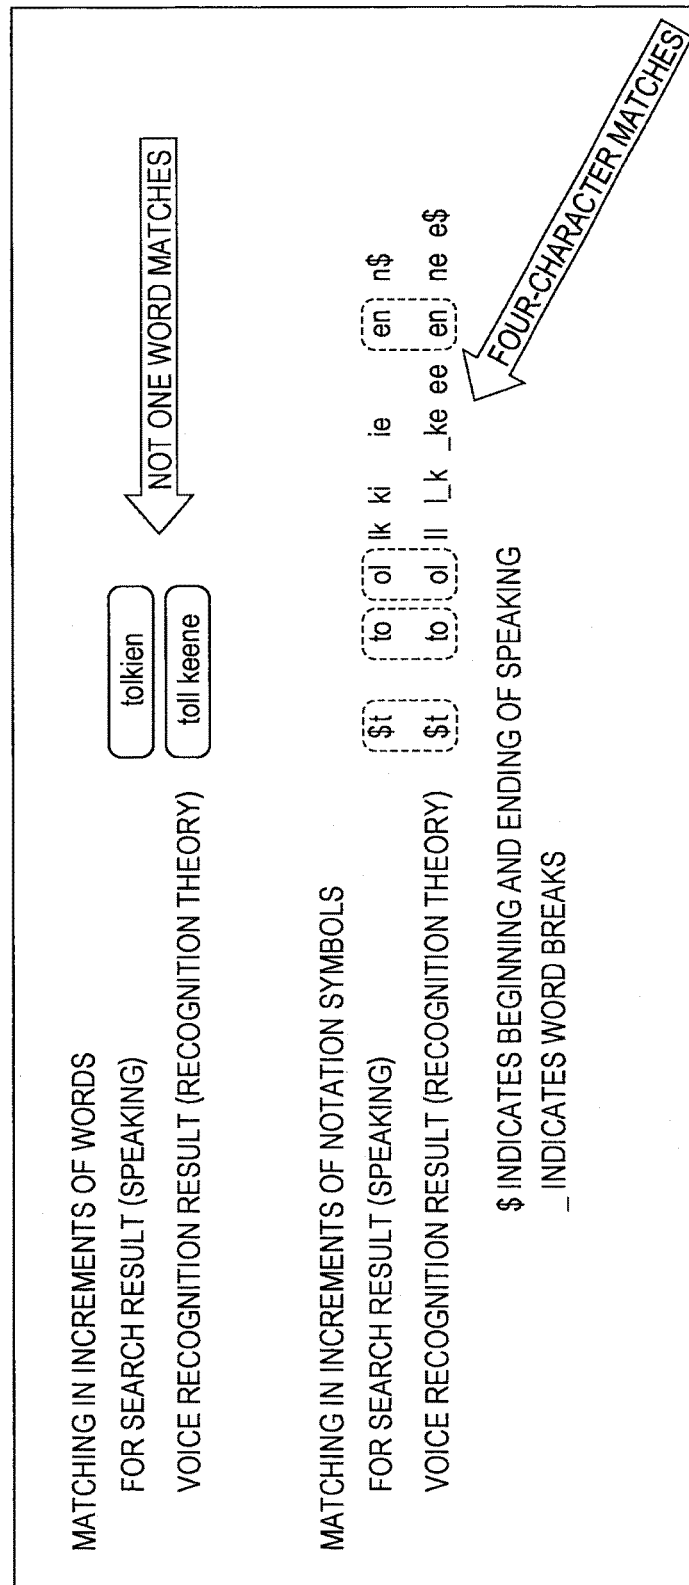 MATCHING IN INCREMENTS OF WORDS
FOR SEARCH RESULT (SPEAKING) tolkien
VOICE RECOGNITION RESULT (RECOGNITION THEORY) toll keene
NOT ONE WORD MATCHES
MATCHING IN INCREMENTS OF NOTATION SYMBOLS
FOR SEARCH RESULT (SPEAKING) $t to ol lk ki ie en n$
VOICE RECOGNITION RESULT (RECOGNITION THEORY) $t to ol ll l_k _ke ee en ne e$
$ INDICATES BEGINNING AND ENDING OF SPEAKING
_ INDICATES WORD BREAKS
FOUR-CHARACTER MATCHES